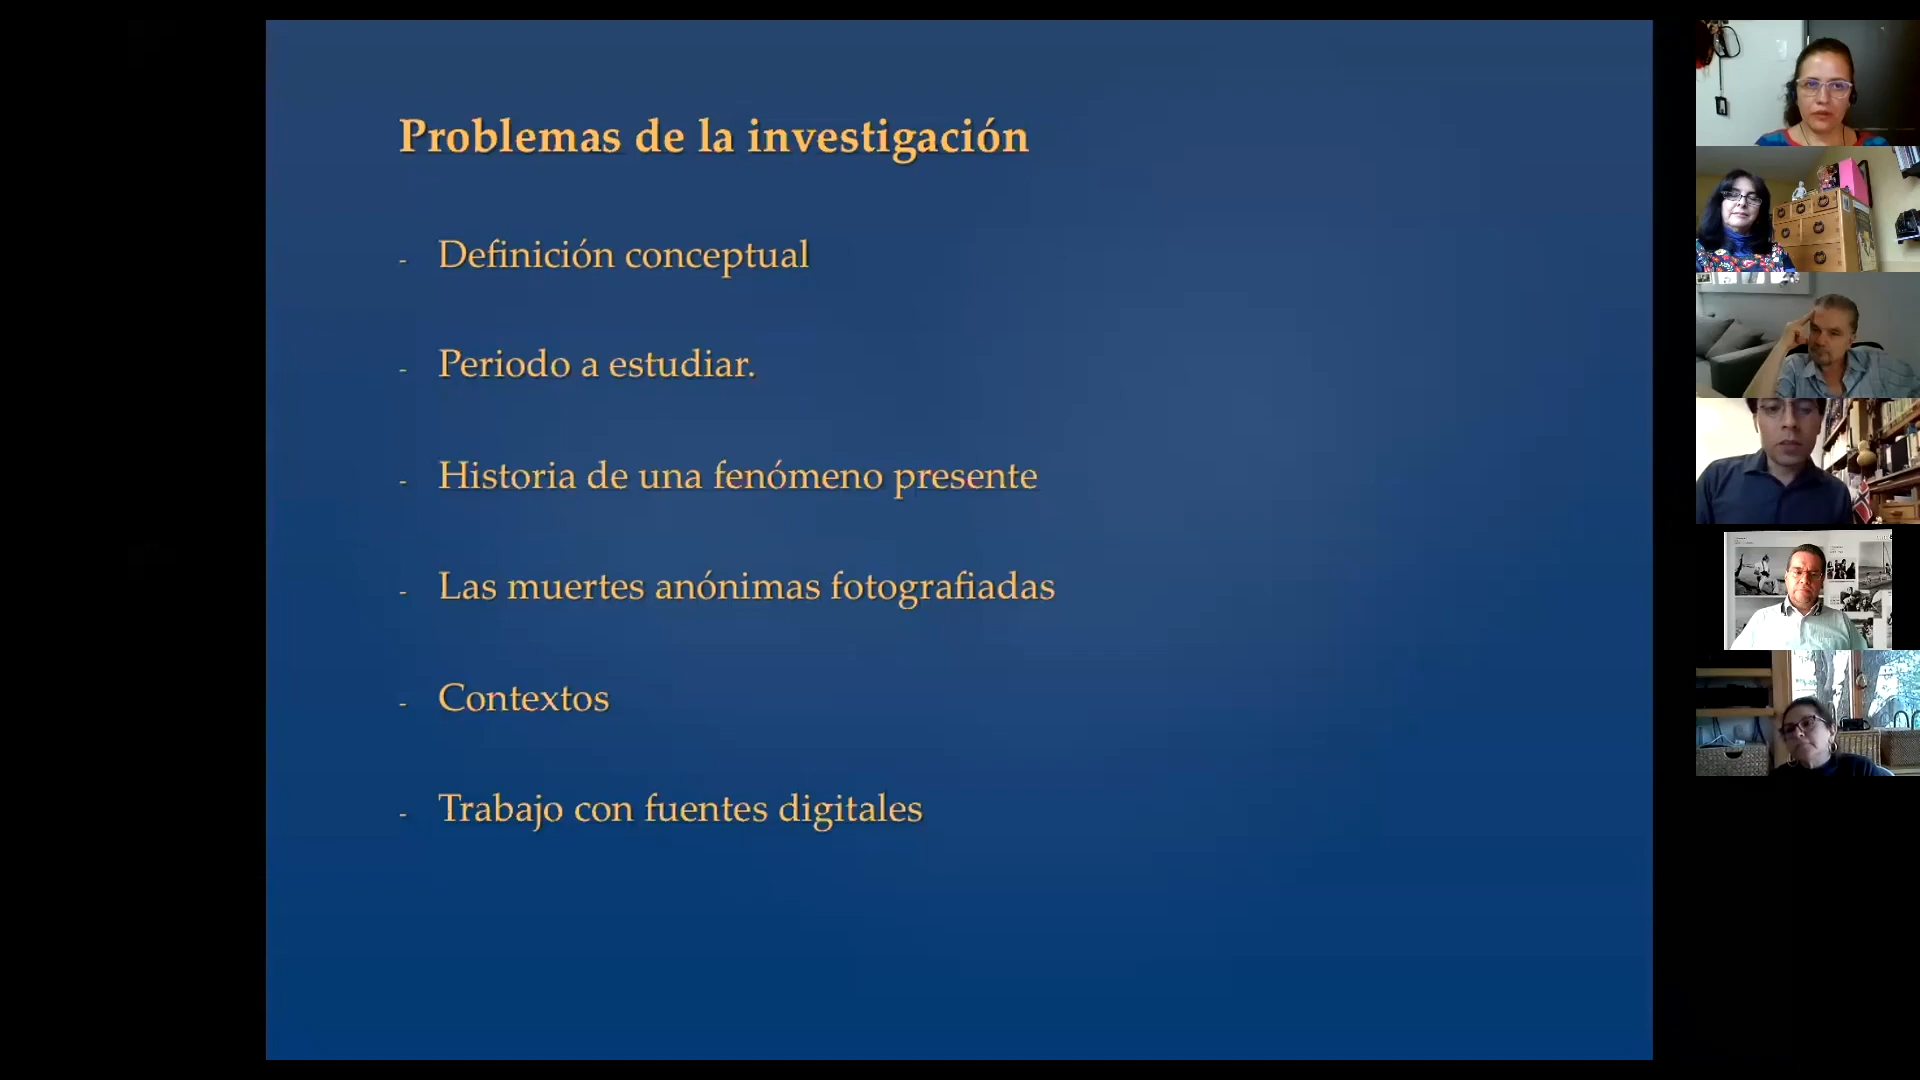 Problemas de la investigación
- Definición conceptual
- Periodo a estudiar.
- Historia de una fenómeno presente
- Las muertes anónimas fotografiadas
- Contextos
- Trabajo con fuentes digitales